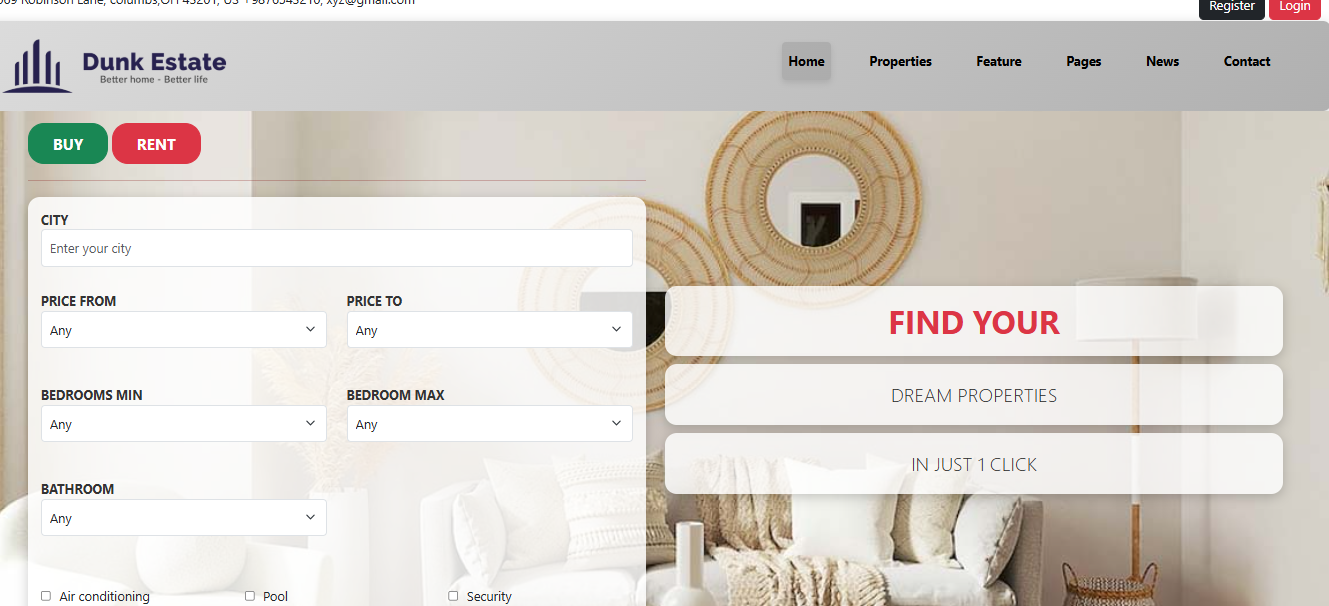 Robinson Lane, columbs,OH 43201, US +9876543210, xyz@gmail.com
Register Login
Dunk Estate
Better home - Better life
Home Properties Feature Pages News Contact
BUY RENT
CITY
Enter your city
PRICE FROM PRICE TO
Any Any
BEDROOMS MIN BEDROOM MAX
Any Any
BATHROOM
Any
Air conditioning Pool Security
FIND YOUR
DREAM PROPERTIES
IN JUST 1 CLICK